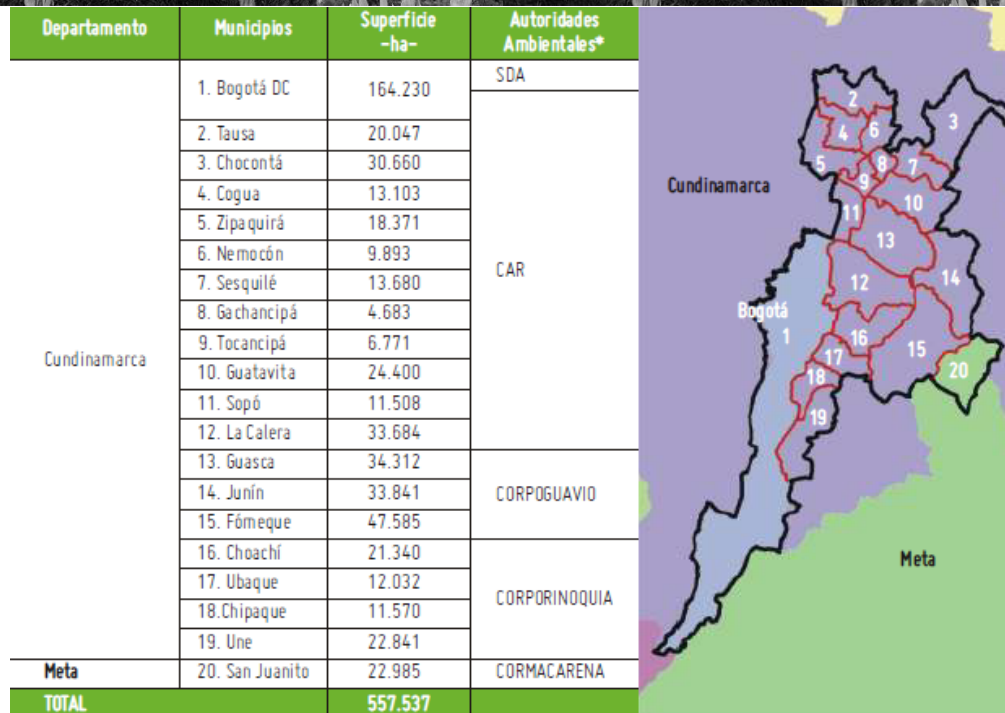 Departamento Municipios Superficie -ha- Autoridades Ambientales*
Cundinamarca
1. Bogotá DC 164.230 SDA
CAR
2. Tausa 20.047
3. Chocontá 30.660
4. Cogua 13.103
5. Zipaquirá 18.371
6. Nemocón 9.893
7. Sesquilé 13.680
8. Gachancipá 4.683
9. Tocancipá 6.771
10. Guatavita 24.400
11. Sopó 11.508
12. La Calera 33.684
13. Guasca 34.312
14. Junín 33.841 CORPOGUAVIO
15. Fómeque 47.585
16. Choachí 21.340
17. Ubaque 12.032
CORPORINOQUIA
18.Chipaque 11.570
19. Une 22.841
Meta 20. San Juanito 22.985 CORMACARENA
TOTAL 557.537
2
3
4
6
5
8
7
9
Cundinamarca
10
11
13
12
14
Bogotá
1
16
15
17
18
20
19
Meta